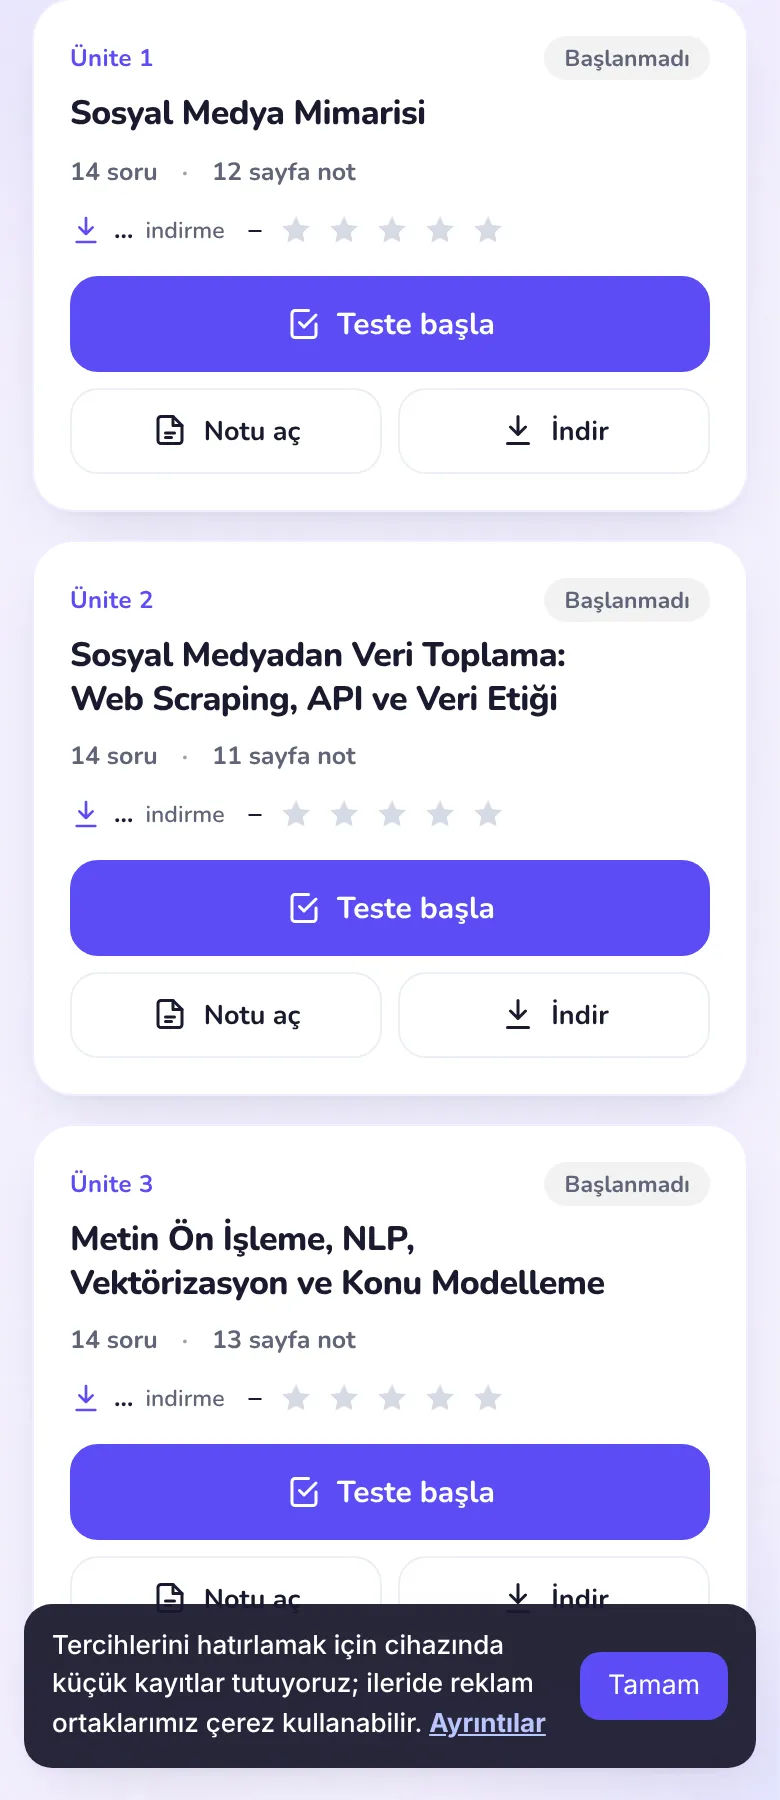 Ünite 1
Başlanmadı
Sosyal Medya Mimarisi
14 soru · 12 sayfa not
... indirme –
Teste başla
Notu aç
İndir
Ünite 2
Başlanmadı
Sosyal Medyadan Veri Toplama:
Web Scraping, API ve Veri Etiği
14 soru · 11 sayfa not
... indirme –
Teste başla
Notu aç
İndir
Ünite 3
Başlanmadı
Metin Ön İşleme, NLP,
Vektörizasyon ve Konu Modelleme
14 soru · 13 sayfa not
... indirme –
Teste başla
Notu aç
İndir
Tercihlerini hatırlamak için cihazında
küçük kayıtlar tutuyoruz; ileride reklam
ortaklarımız çerez kullanabilir. Ayrıntılar
Tamam